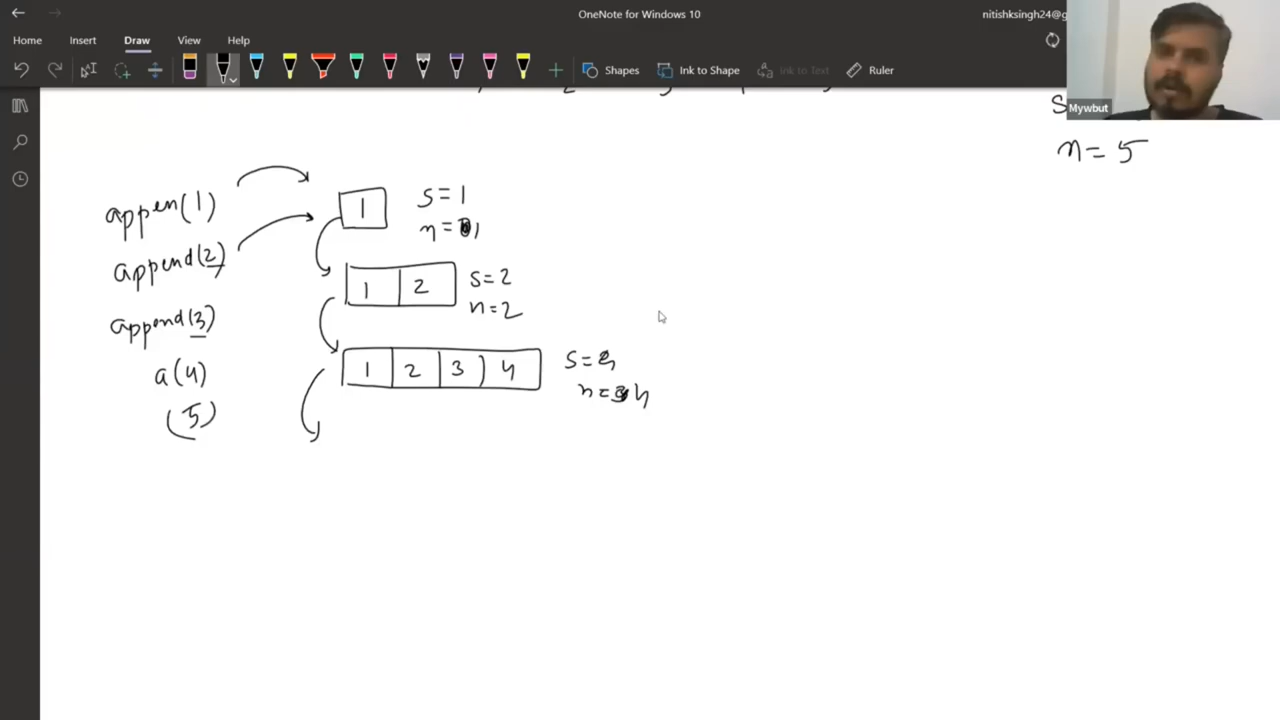 OneNote for Windows 10
nitishksingh24@g
Home Insert Draw View Help
Shapes Ink to Shape Ink to Text Ruler
Mywbut
n = 5
appen(1)
1
s = 1
append(2)
1 2
s = 2
n = 2
append(3)
1 2 3 4
a(4)
(5)